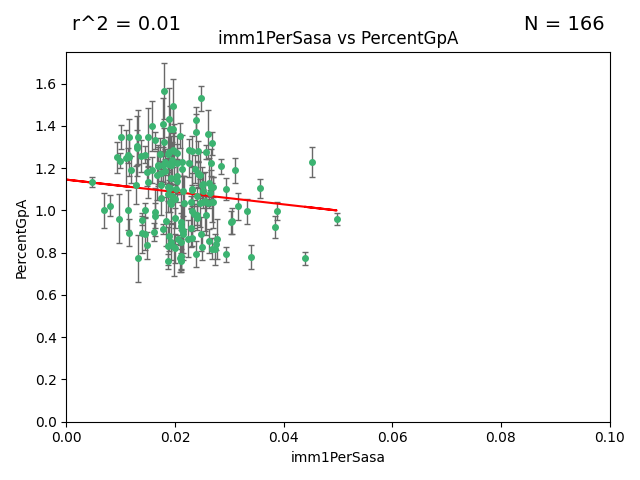 r^2 = 0.01
N = 166
imm1PerSasa vs PercentGpA
1.6
1.4
1.2
1.0
0.8
0.6
0.4
0.2
0.0
PercentGpA
0.00 0.02 0.04 0.06 0.08 0.10
imm1PerSasa